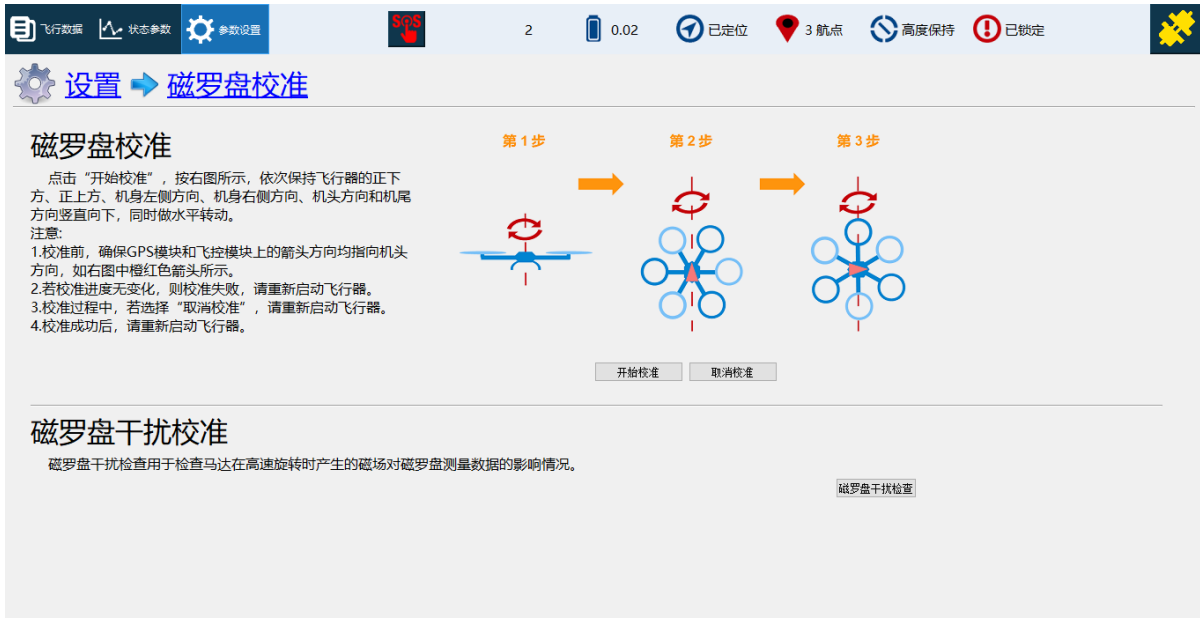 飞行数据 状态参数 参数设置 SOS 2 0.02 已定位 3 航点 高度保持 已锁定
设置 磁罗盘校准
磁罗盘校准
点击“开始校准”，按右图所示，依次保持飞行器的正下
方、正上方、机身左侧方向、机身右侧方向、机头方向和机尾
方向竖直向下，同时做水平转动。
注意:
1.校准前，确保GPS模块和飞控模块上的箭头方向均指向机头
方向，如右图中橙红色箭头所示。
2.若校准进度无变化，则校准失败，请重新启动飞行器。
3.校准过程中，若选择“取消校准”，请重新启动飞行器。
4.校准成功后，请重新启动飞行器。
第 1 步 第 2 步 第 3 步
开始校准 取消校准
磁罗盘干扰校准
磁罗盘干扰检查用于检查马达在高速旋转时产生的磁场对磁罗盘测量数据的影响情况。
磁罗盘干扰检查